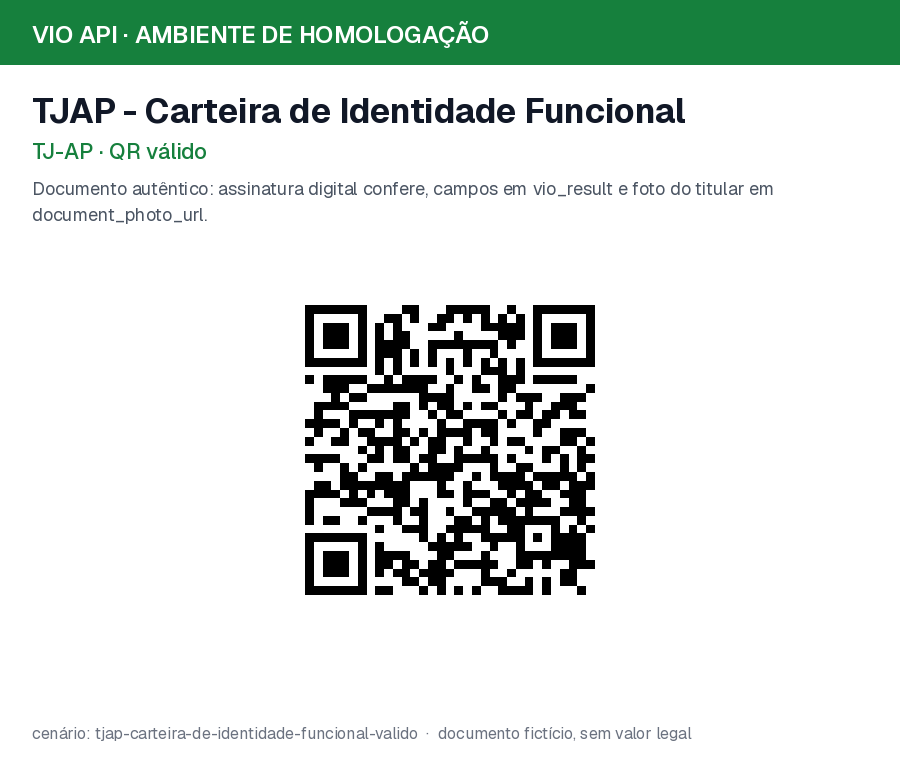 VIO API · AMBIENTE DE HOMOLOGAÇÃO
TJAP - Carteira de Identidade Funcional
TJ-AP · QR válido
Documento autêntico: assinatura digital confere, campos em vio_result e foto do titular em
document_photo_url.
cenário: tjap-carteira-de-identidade-funcional-valido · documento fictício, sem valor legal